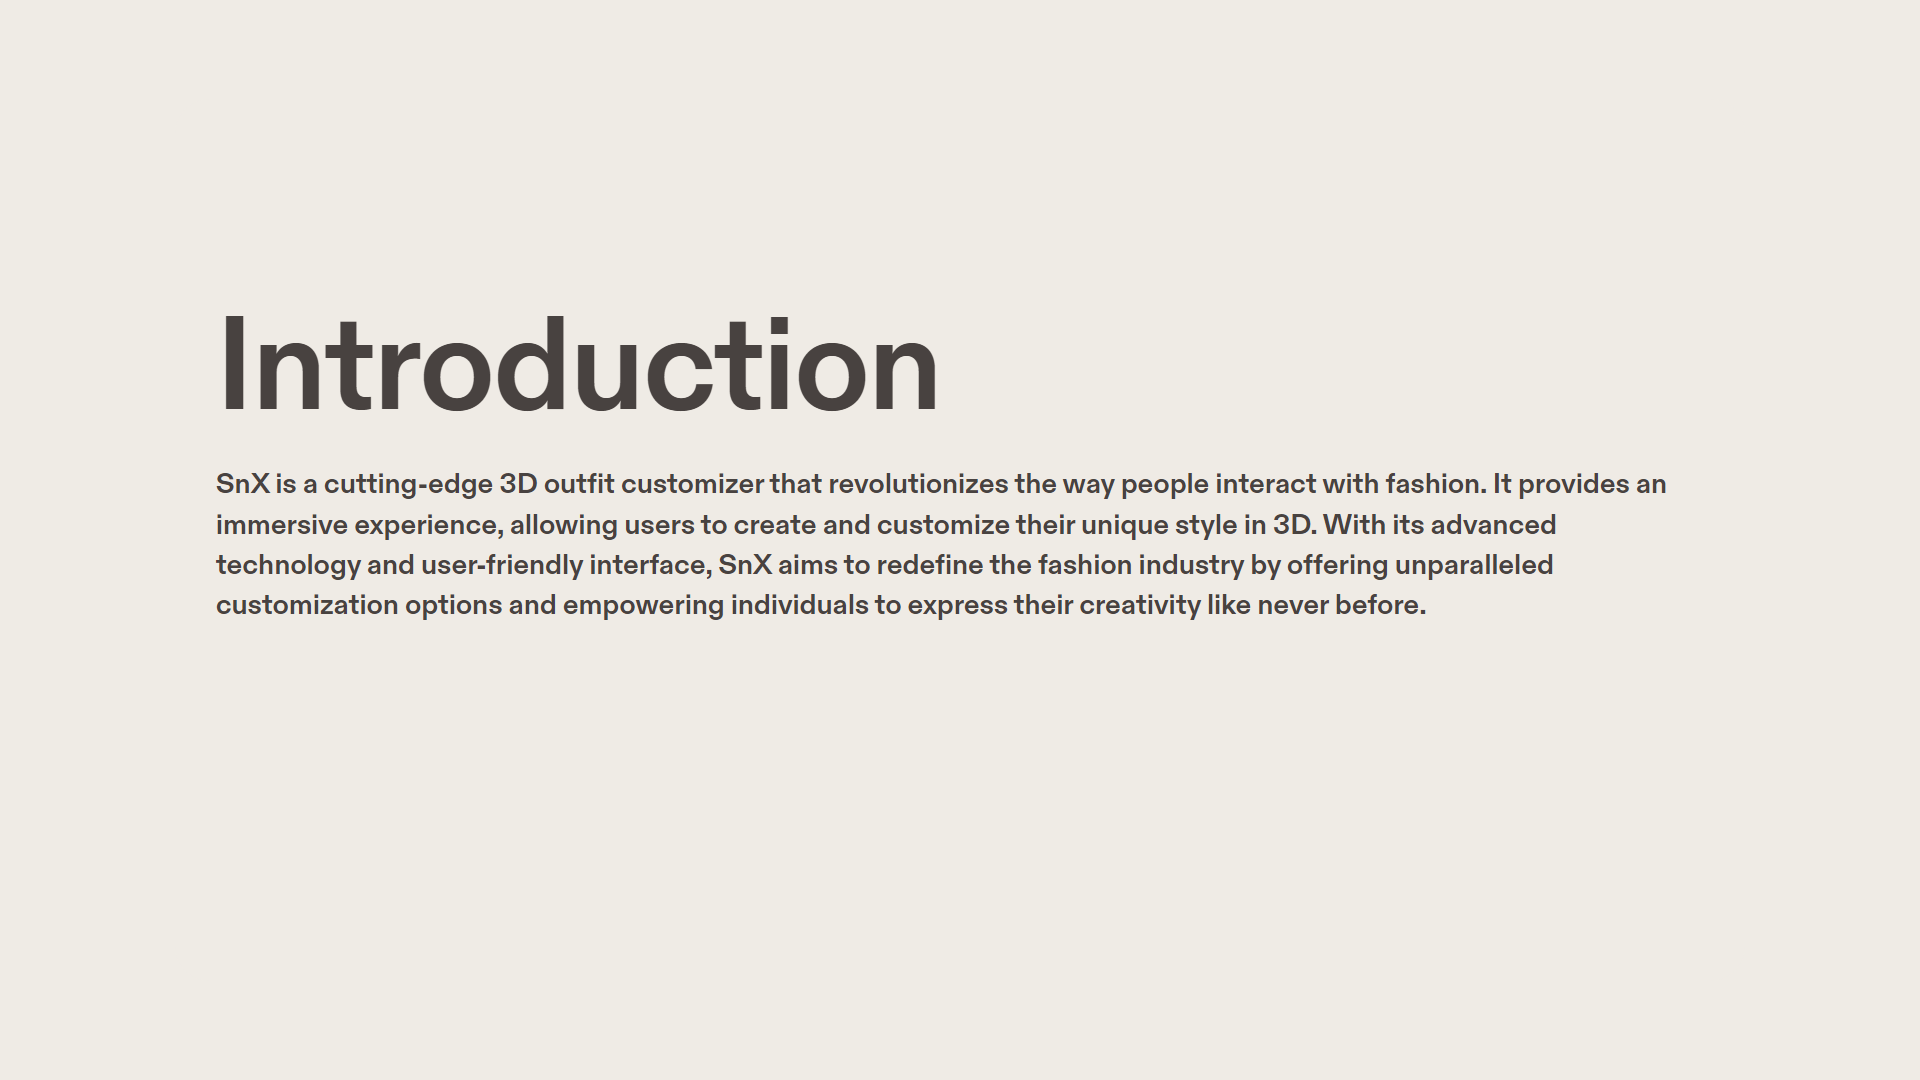 Introduction
SnX is a cutting-edge 3D outfit customizer that revolutionizes the way people interact with fashion. It provides an
immersive experience, allowing users to create and customize their unique style in 3D. With its advanced
technology and user-friendly interface, SnX aims to redefine the fashion industry by offering unparalleled
customization options and empowering individuals to express their creativity like never before.